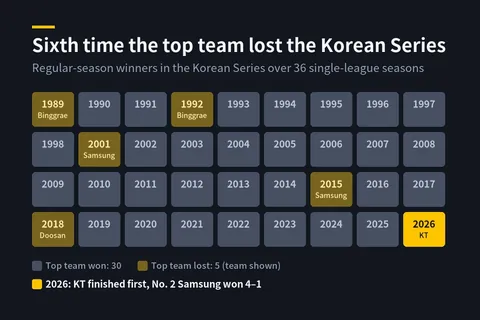 Sixth time the top team lost the Korean Series
Regular-season winners in the Korean Series over 36 single-league seasons
1989 1990 1991 1992 1993 1994 1995 1996 1997
Binggrae Binggrae
1998 2001 2002 2003 2004 2005 2006 2007 2008
Samsung
2009 2010 2011 2012 2013 2014 2015 2016 2017
Samsung
2018 2019 2020 2021 2022 2023 2024 2025 2026
Doosan KT
Top team won: 30 Top team lost: 5 (team shown)
2026: KT finished first, No. 2 Samsung won 4–1